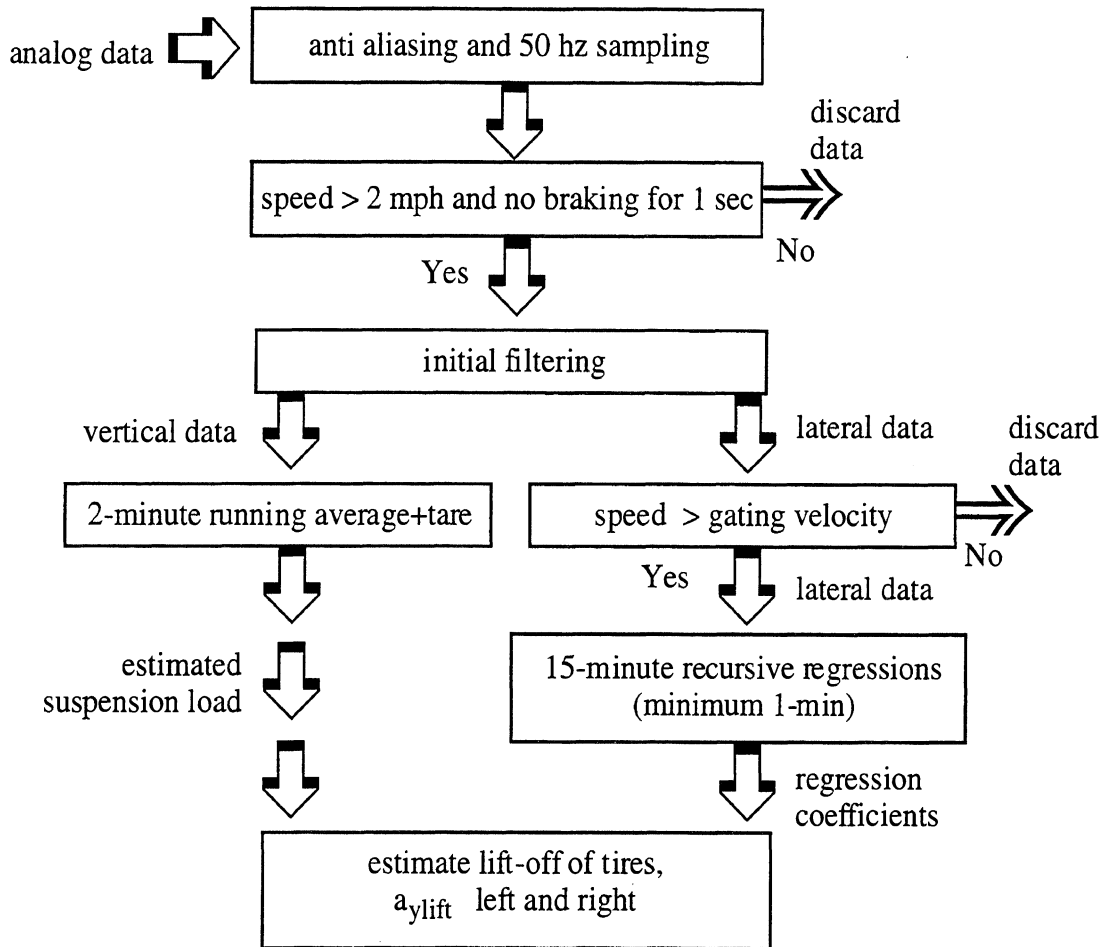 analog data
anti aliasing and 50 hz sampling
discard
data
speed > 2 mph and no braking for 1 sec
No
Yes
initial filtering
vertical data
lateral data
discard
data
2-minute running average+tare
speed > gating velocity
No
Yes
lateral data
estimated
suspension load
15-minute recursive regressions
(minimum 1-min)
regression
coefficients
estimate lift-off of tires,
aylift left and right